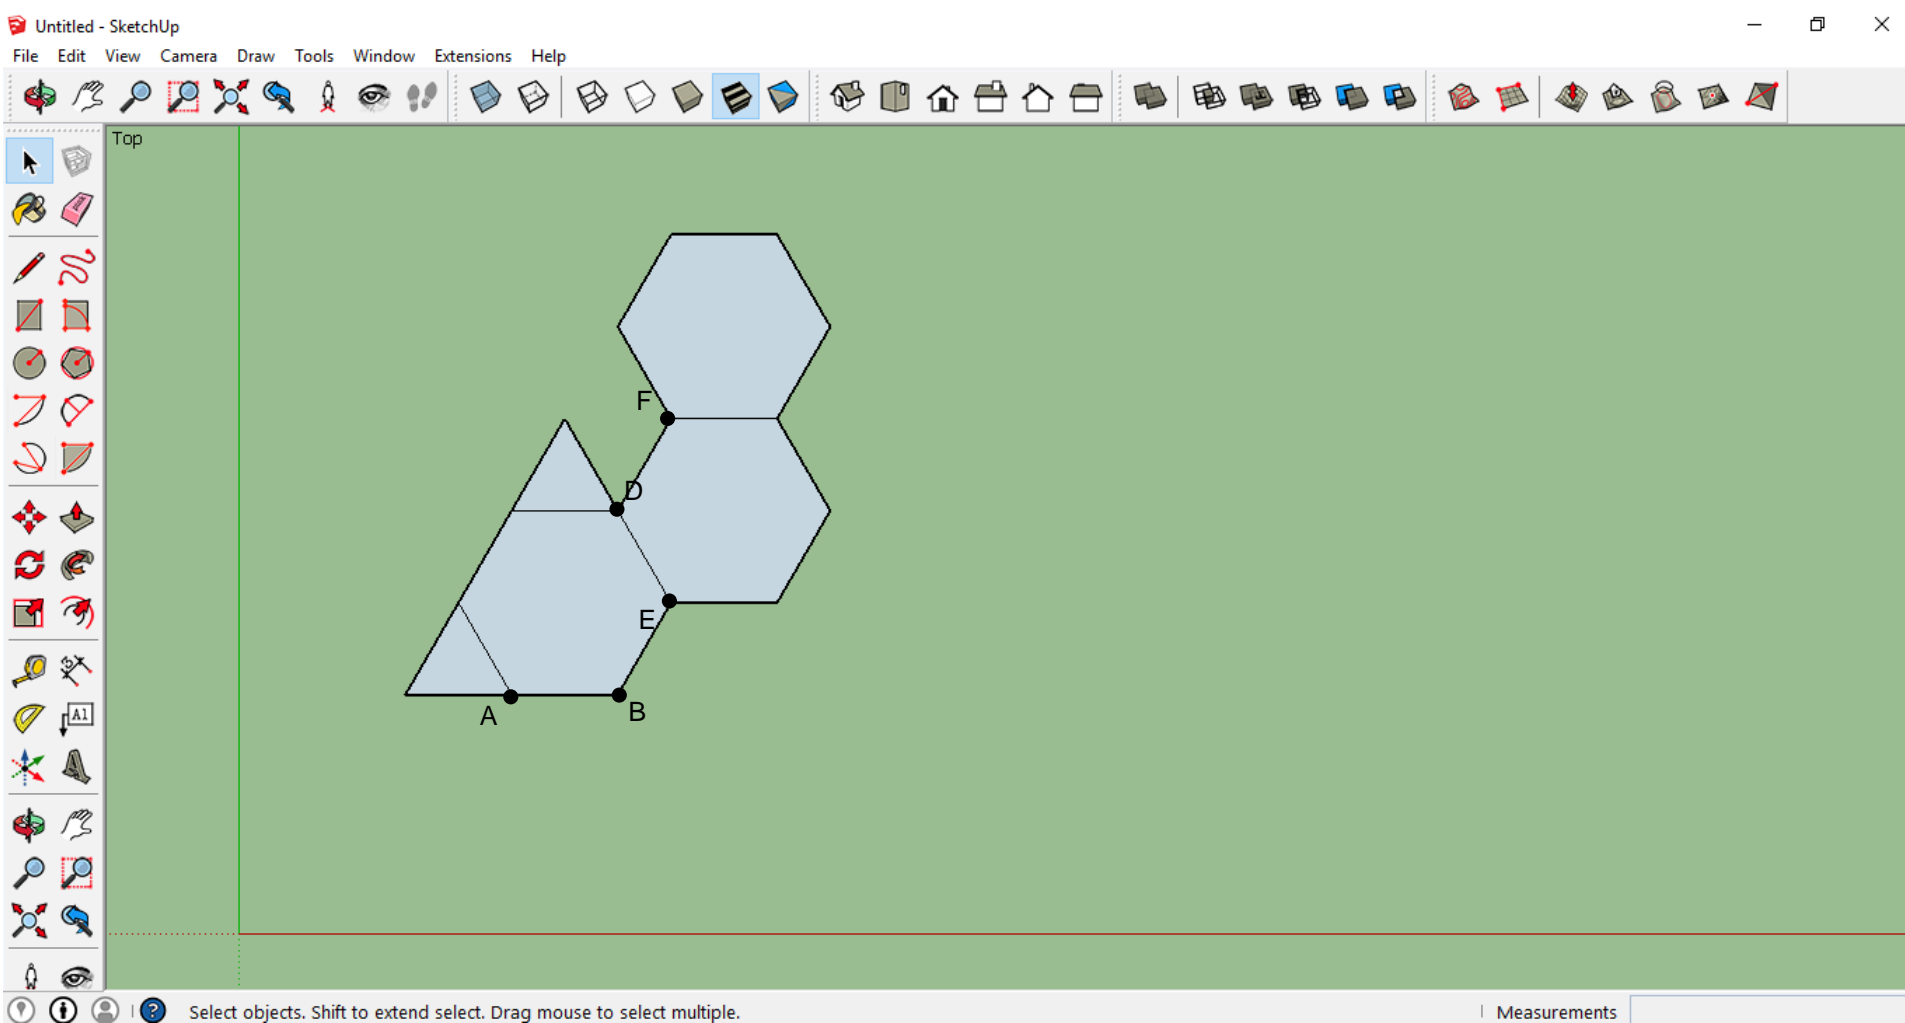 Untitled - SketchUp
File Edit View Camera Draw Tools Window Extensions Help
Top
F
D
E
A
B
A1
Select objects. Shift to extend select. Drag mouse to select multiple.
Measurements